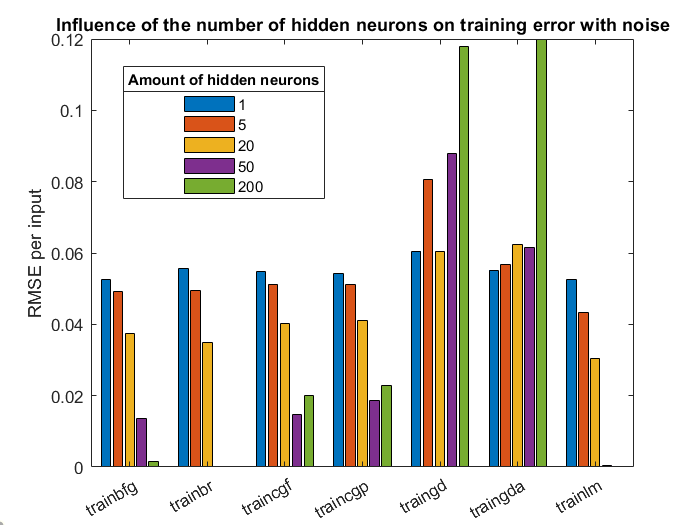 Influence of the number of hidden neurons on training error with noise
0.12
0.1
0.08
0.06
0.04
0.02
0
RMSE per input
Amount of hidden neurons
1
5
20
50
200
trainbfg
trainbr
traincgf
traincgp
traingd
traingda
trainlm